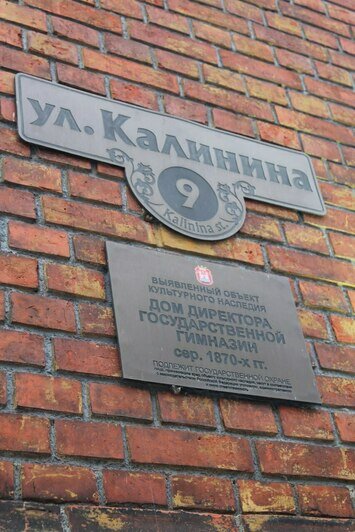 ул. Калинина
9
Kalinina st.
ВЫЯВЛЕННЫЙ ОБЪЕКТ
КУЛЬТУРНОГО НАСЛЕДИЯ
ДОМ ДИРЕКТОРА
ГОСУДАРСТВЕННОЙ
ГИМНАЗИИ
сер. 1870-х гг.
ПОДЛЕЖИТ ГОСУДАРСТВЕННОЙ ОХРАНЕ